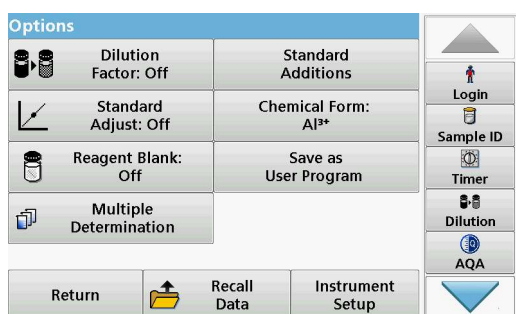 Options
Dilution
Factor: Off
Standard
Additions
Standard
Adjust: Off
Chemical Form:
Al³⁺
Reagent Blank:
Off
Save as
User Program
Multiple
Determination
Return
Recall
Data
Instrument
Setup
Login
Sample ID
Timer
Dilution
AQA